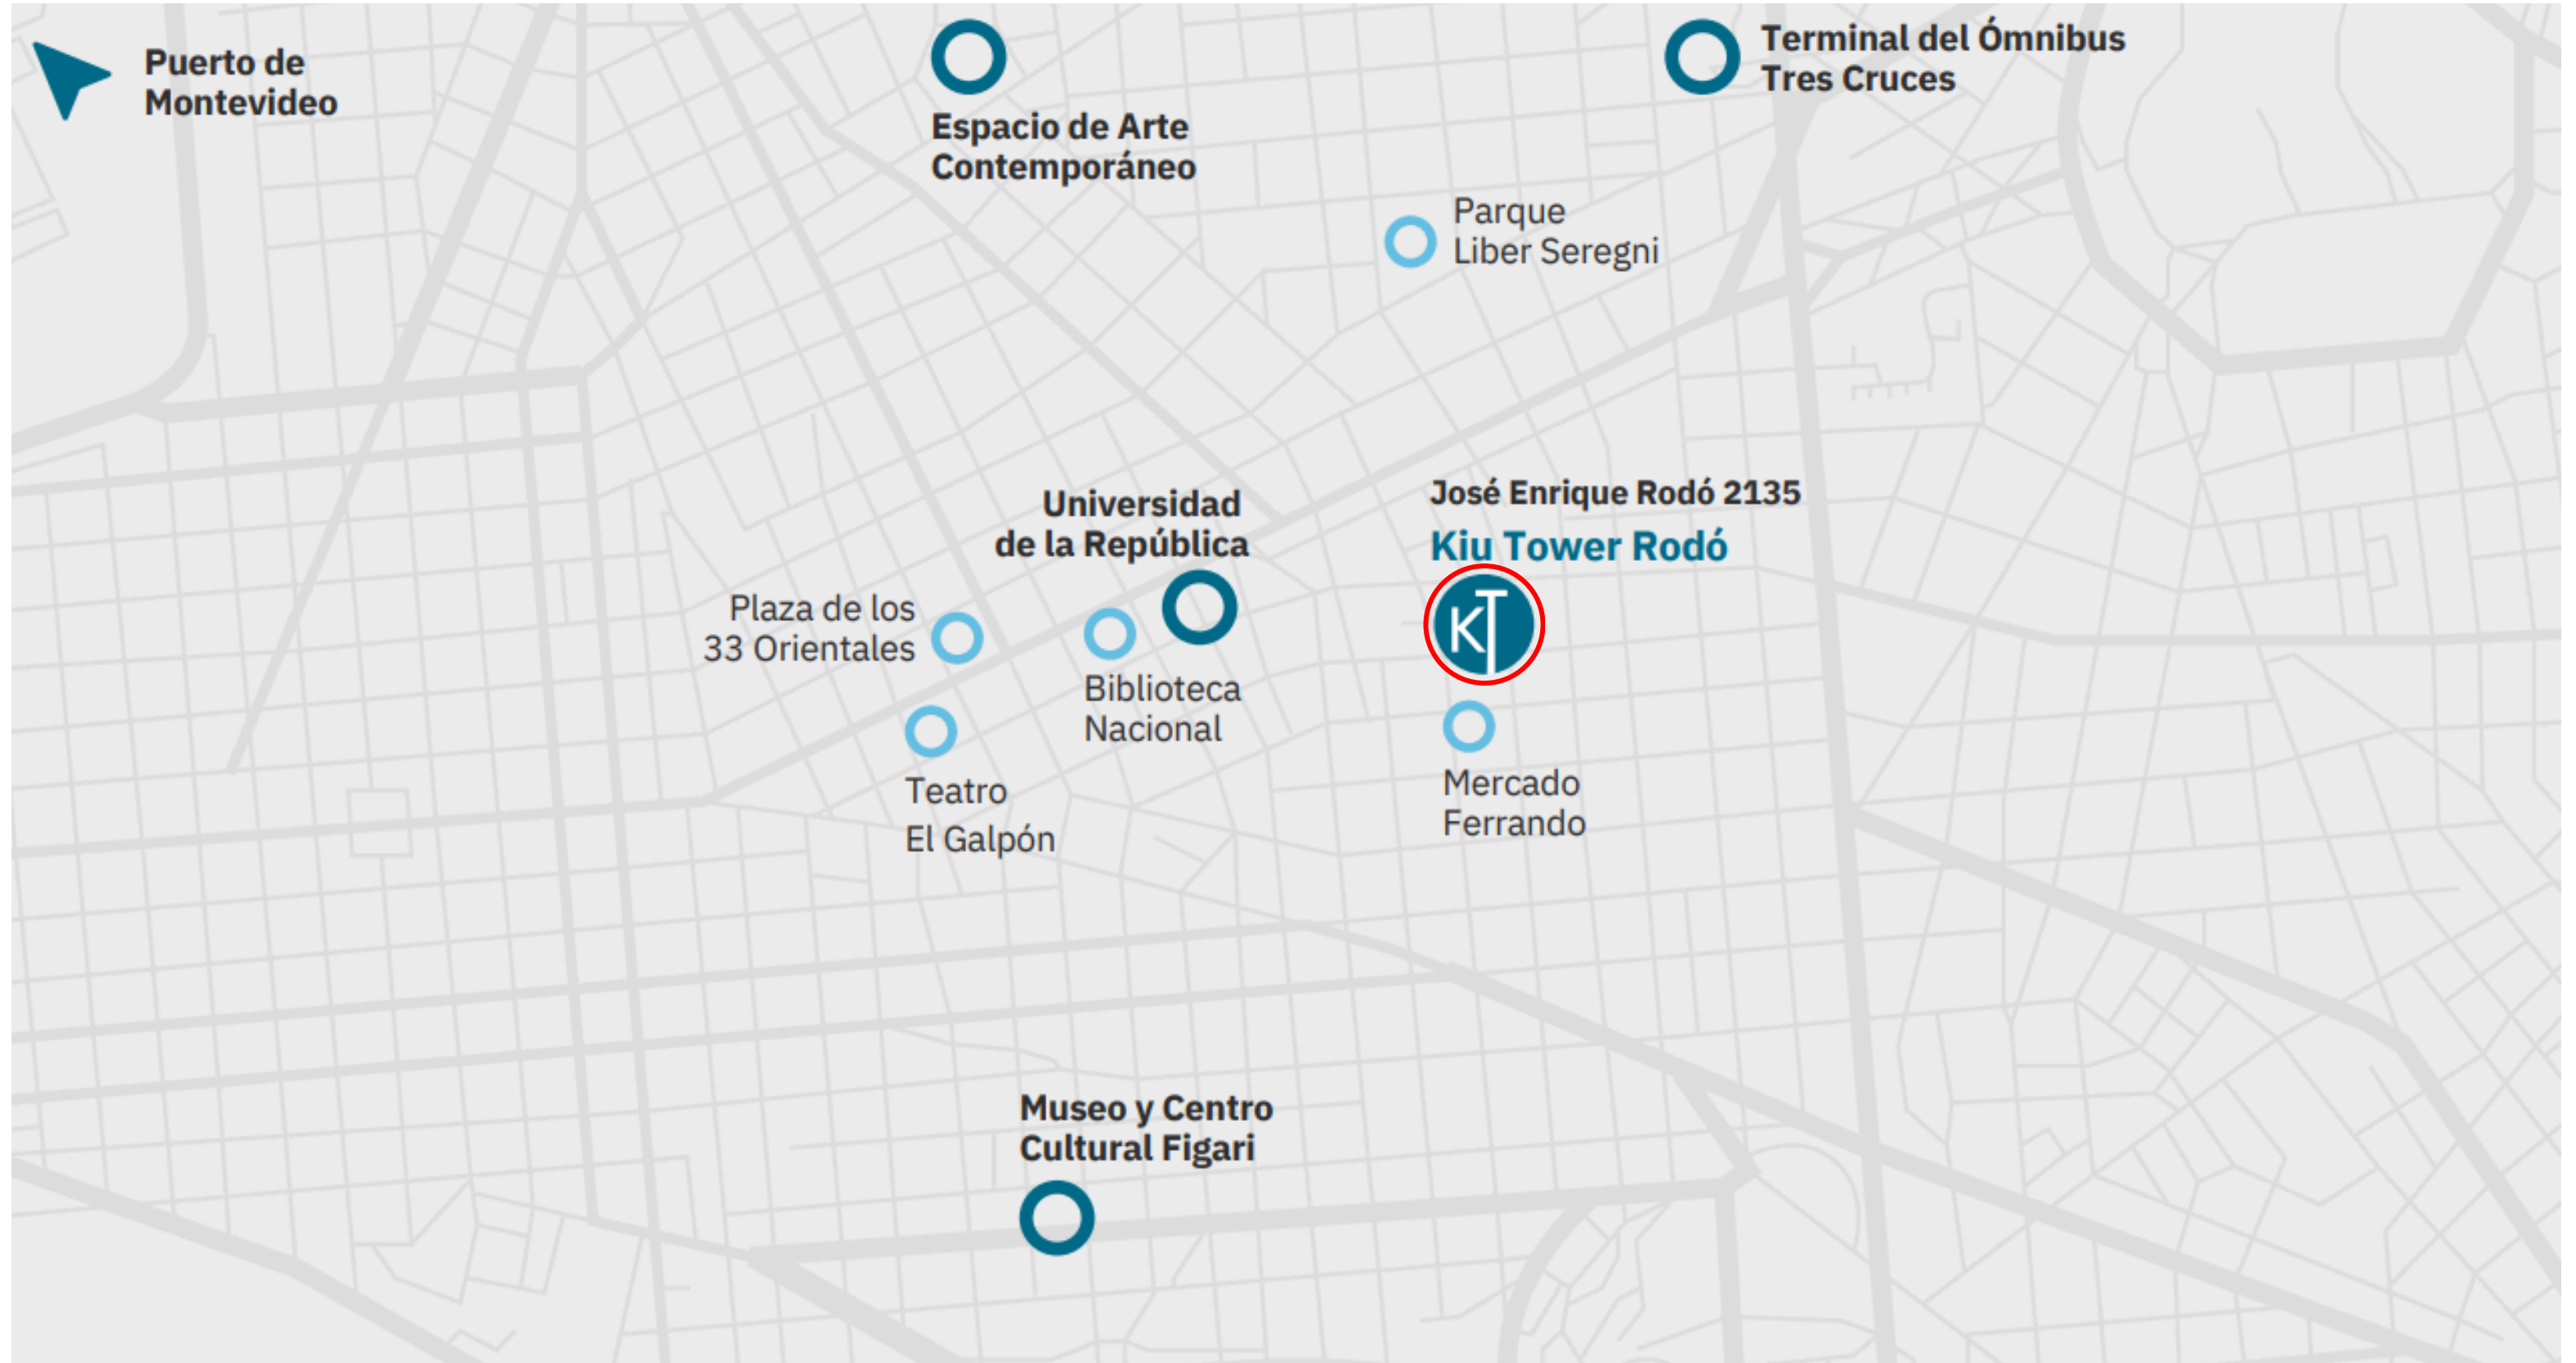 Puerto de
Montevideo
Espacio de Arte
Contemporáneo
Terminal del Ómnibus
Tres Cruces
Parque
Liber Seregni
Universidad
de la República
José Enrique Rodó 2135
Kiu Tower Rodó
KT
Plaza de los
33 Orientales
Biblioteca
Nacional
Teatro
El Galpón
Mercado
Ferrando
Museo y Centro
Cultural Figari